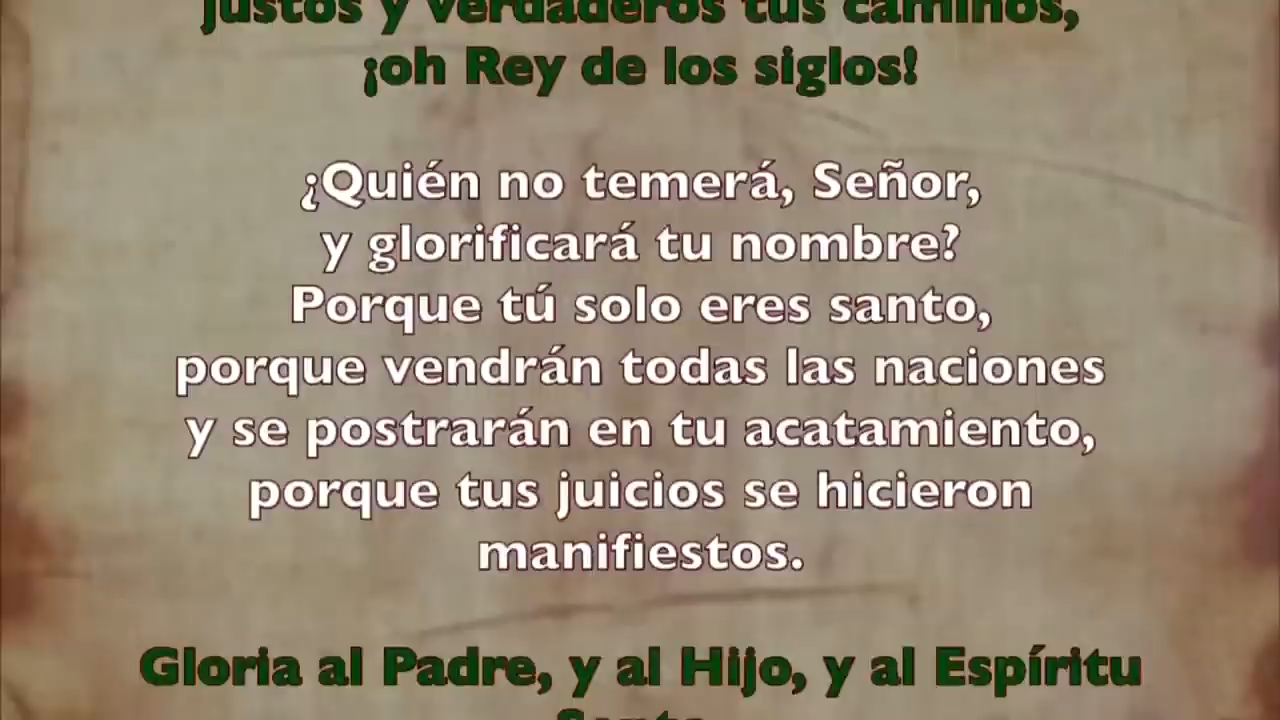 justos y verdaderos tus caminos,
¡oh Rey de los siglos!
¿Quién no temerá, Señor,
y glorificará tu nombre?
Porque tú solo eres santo,
porque vendrán todas las naciones
y se postrarán en tu acatamiento,
porque tus juicios se hicieron
manifiestos.
Gloria al Padre, y al Hijo, y al Espíritu